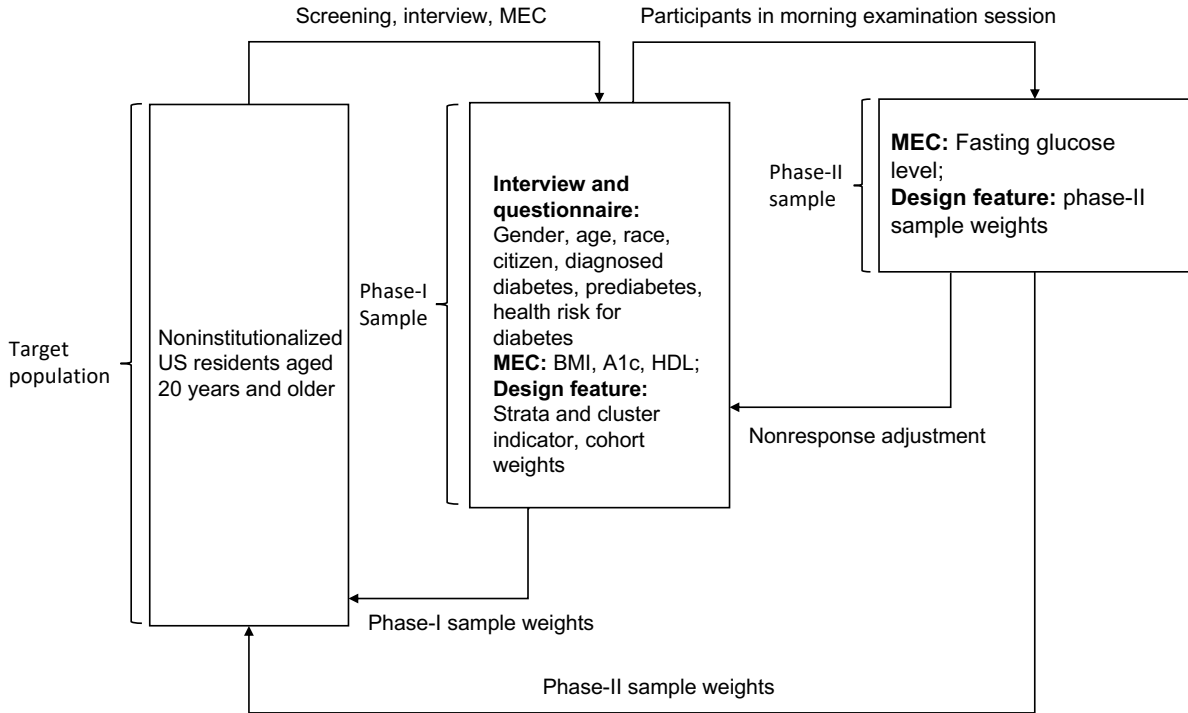 Screening, interview, MEC
Participants in morning examination session
Target
population
Noninstitutionalized
US residents aged
20 years and older
Phase-I
Sample
Interview and
questionnaire:
Gender, age, race,
citizen, diagnosed
diabetes, prediabetes,
health risk for
diabetes
MEC: BMI, A1c, HDL;
Design feature:
Strata and cluster
indicator, cohort
weights
Phase-II
sample
MEC: Fasting glucose
level;
Design feature: phase-II
sample weights
Nonresponse adjustment
Phase-I sample weights
Phase-II sample weights